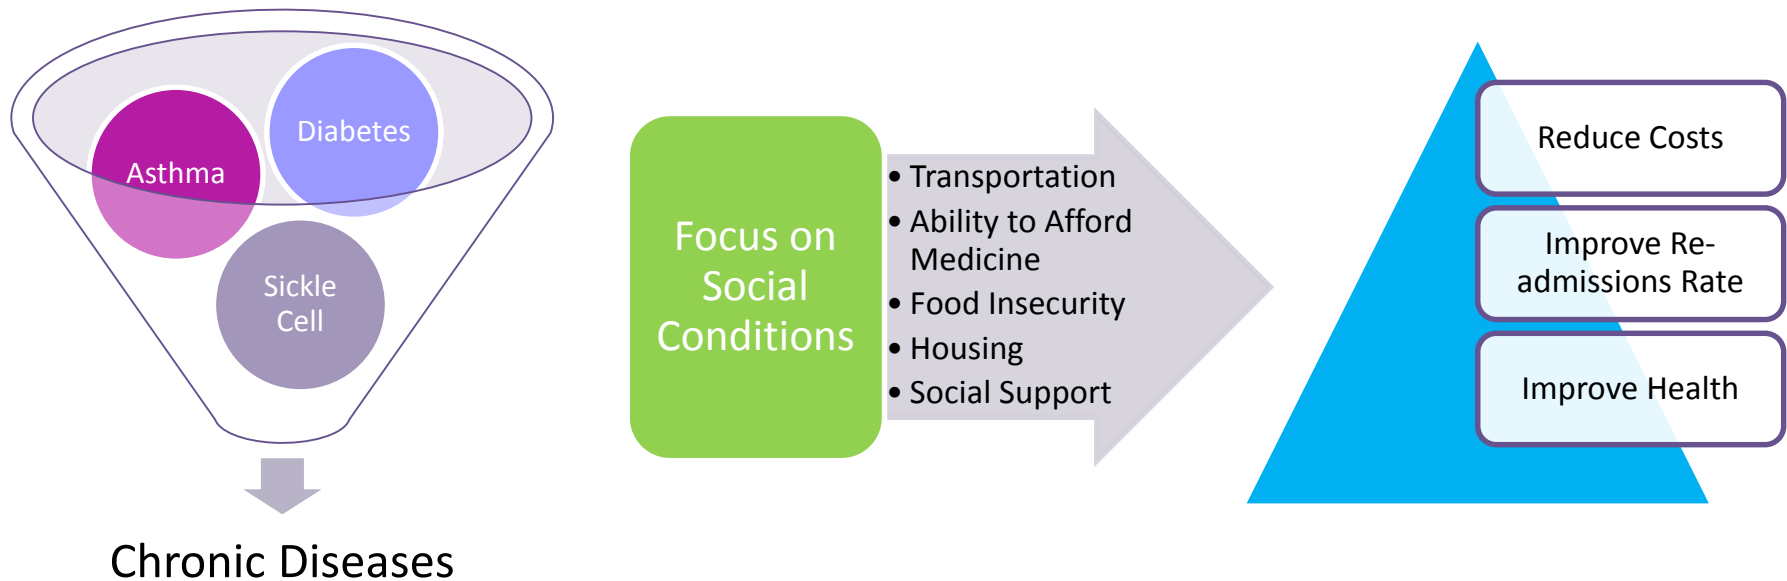 Diabetes
Asthma
Sickle
Cell
Chronic Diseases
Focus on
Social
Conditions
• Transportation
• Ability to Afford
Medicine
• Food Insecurity
• Housing
• Social Support
Reduce Costs
Improve Re-
admissions Rate
Improve Health